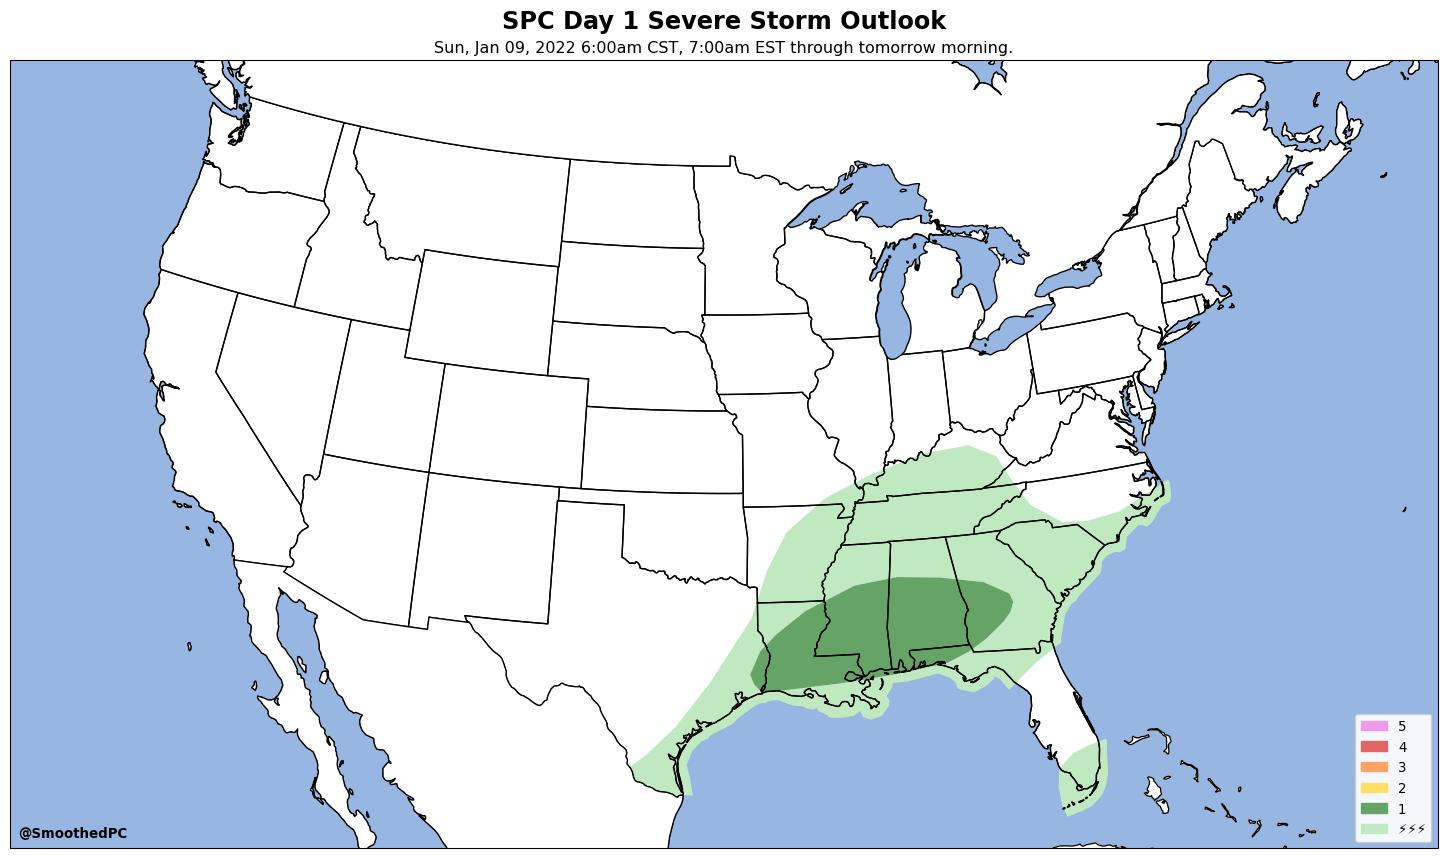 SPC Day 1 Severe Storm Outlook
Sun, Jan 09, 2022 6:00am CST, 7:00am EST through tomorrow morning.
5
4
3
2
1
⚡⚡⚡
@SmoothedPC